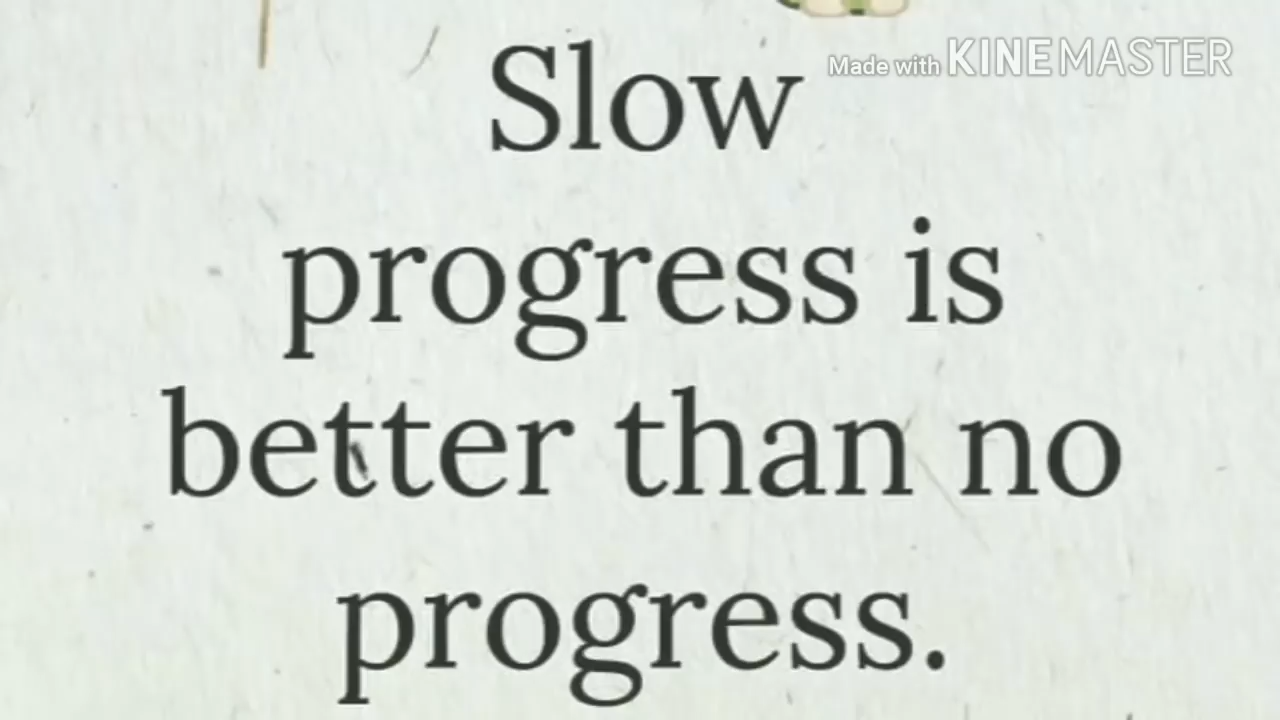 Made with KINEMASTER
Slow
progress is
better than no
progress.